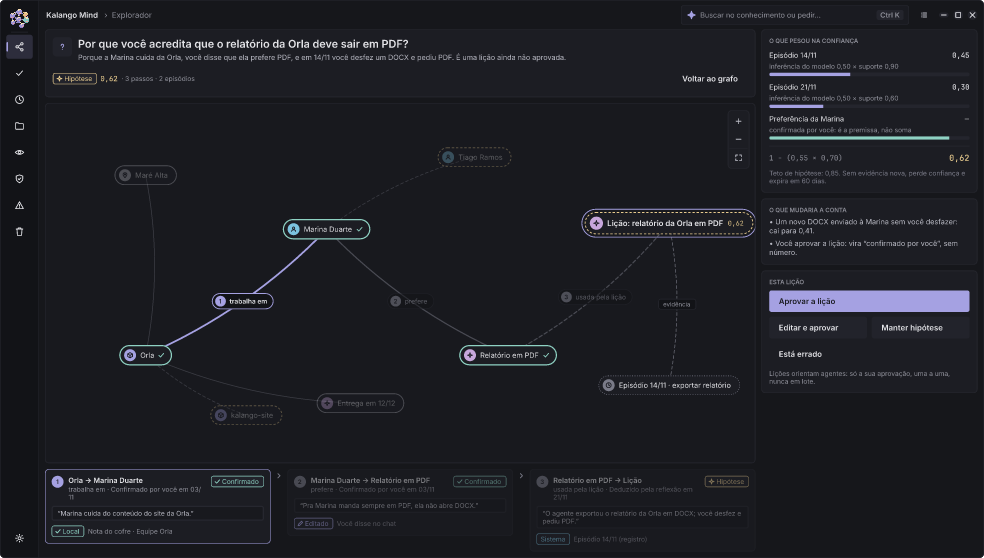 Kalango Mind > Explorador
Buscar no conhecimento ou pedir... Ctrl K
?
Por que você acredita que o relatório da Orla deve sair em PDF?
Porque a Marina cuida da Orla, você disse que ela prefere PDF, e em 14/11 você desfez um DOCX e pediu PDF. É uma lição ainda não aprovada.
Hipótese 0,62 · 3 passos · 2 episódios
Voltar ao grafo
Maré Alta
Tiago Ramos
Marina Duarte
Lição: relatório da Orla em PDF 0,62
1 trabalha em
2 prefere
3 usada pela lição
evidência
Orla
Relatório em PDF
Episódio 14/11 · exportar relatório
Entrega em 12/12
kalango-site
1 Orla → Marina Duarte
trabalha em · Confirmado por você em 03/
11
Confirmado
"Marina cuida do conteúdo do site da Orla."
Local Nota do cofre · Equipe Orla
2 Marina Duarte → Relatório em PDF
prefere · Confirmado por você em 03/11
Confirmado
"Pra Marina manda sempre em PDF, ela não abre DOCX."
Editado Você disse no chat
3 Relatório em PDF → Lição
usada pela lição · Deduzido pela reflexão em
21/11
Hipótese
"O agente exportou o relatório da Orla em DOCX; você desfez e
pediu PDF."
Sistema Episódio 14/11 (registro)
O QUE PESOU NA CONFIANÇA
Episódio 14/11 0,45
inferência do modelo 0,50 × suporte 0,90
Episódio 21/11 0,30
inferência do modelo 0,50 × suporte 0,60
Preferência da Marina –
confirmada por você: é a premissa, não soma
1 - (0,55 × 0,70) 0,62
Teto de hipótese: 0,85. Sem evidência nova, perde confiança e
expira em 60 dias.
O QUE MUDARIA A CONTA
• Um novo DOCX enviado à Marina sem você desfazer:
cai para 0,41.
• Você aprovar a lição: vira "confirmado por você", sem
número.
ESTA LIÇÃO
Aprovar a lição
Editar e aprovar
Manter hipótese
Está errado
Lições orientam agentes: só a sua aprovação, uma a uma,
nunca em lote.